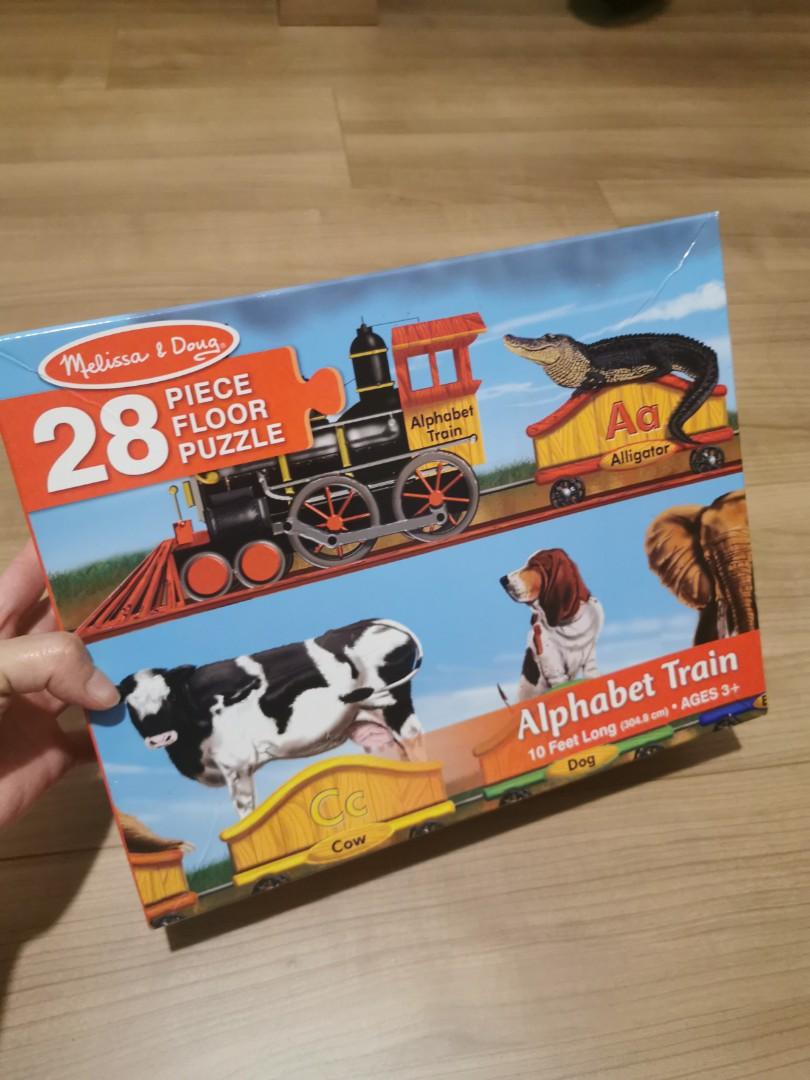 Melissa & Doug®
28 PIECE
FLOOR
PUZZLE
Alphabet
Train
Aa
Alligator
Alphabet Train
10 Feet Long (304.8 cm) • AGES 3+
Cc
Cow
Dog
E